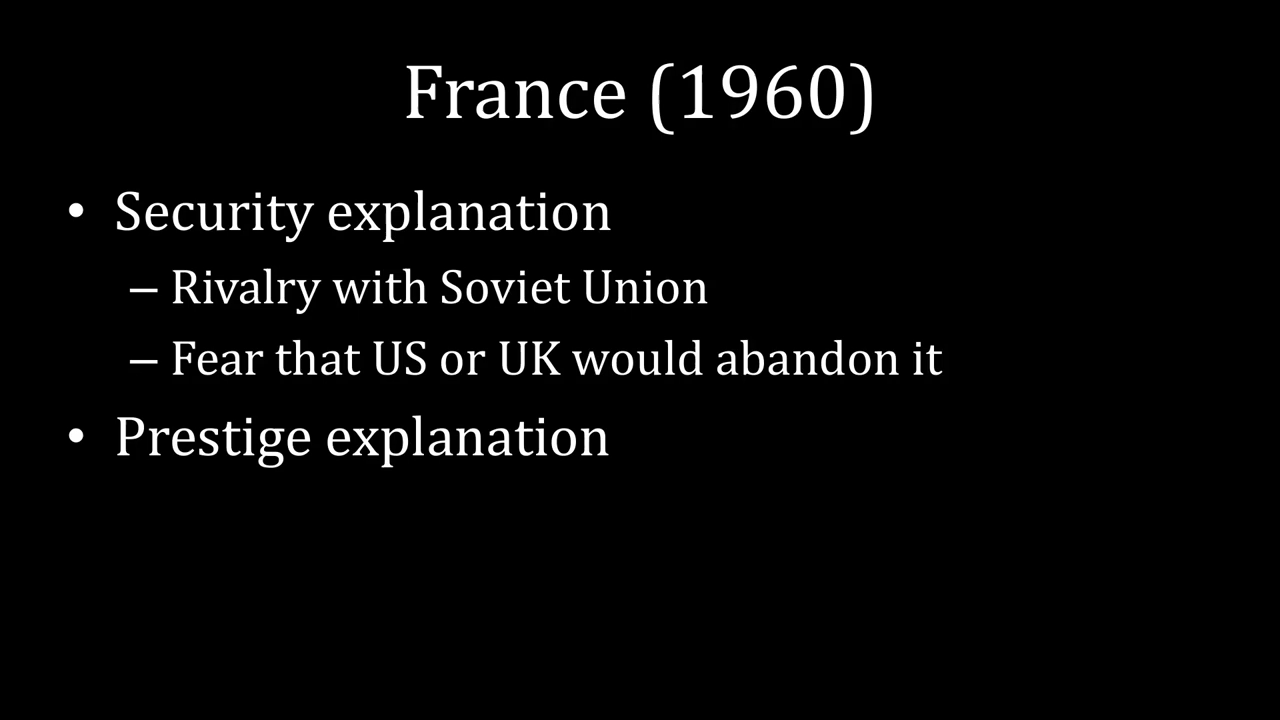 France (1960)
• Security explanation
– Rivalry with Soviet Union
– Fear that US or UK would abandon it
• Prestige explanation